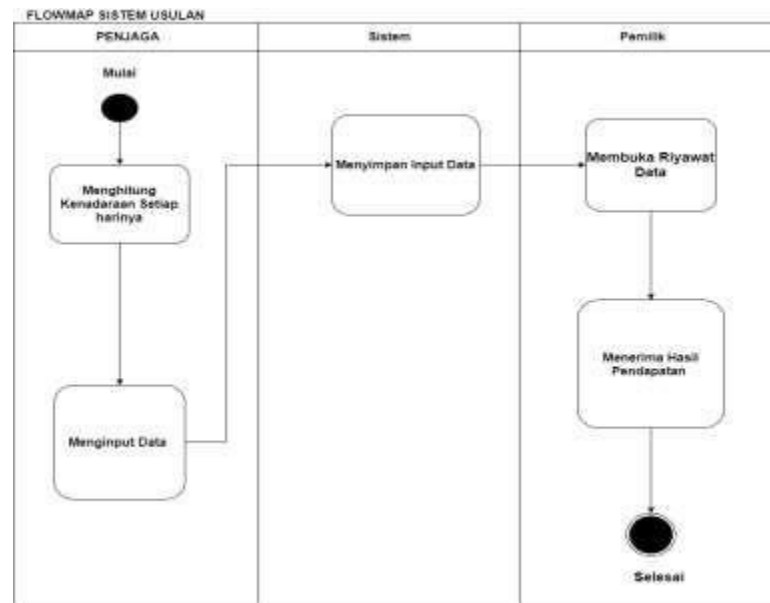 FLOWMAP SISTEM USULAN
PENJAGA
Sistem
Pemilik
Mulai
Menghitung
Kenadaraan Setiap
harinya
Menginput Data
Menyimpan Input Data
Membuka Riyawat
Data
Menerima Hasil
Pendapatan
Selesai